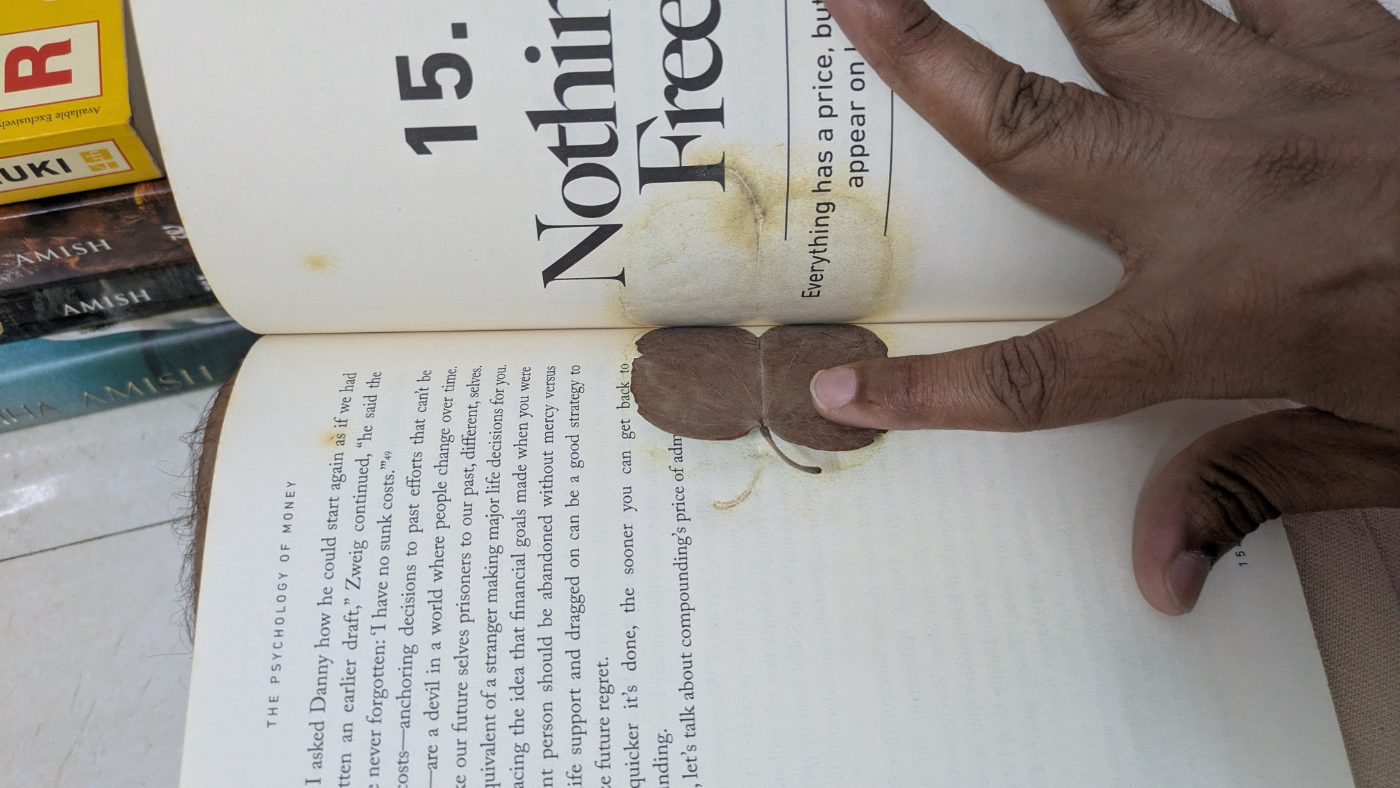 THE PSYCHOLOGY OF MONEY
I asked Danny how he could start again as if we had
tten an earlier draft,” Zweig continued, “he said the
never forgotten: ‘I have no sunk costs.’”49
costs—anchoring decisions to past efforts that can't be
—are a devil in a world where people change over time.
ke our future selves prisoners to our past, different, selves.
quivalent of a stranger making major life decisions for you.
acing the idea that financial goals made when you were
nt person should be abandoned without mercy versus
ife support and dragged on can be a good strategy to
ce future regret.
quicker it's done, the sooner you can get back to
nding.
, let's talk about compounding's price of adm
15.
Nothin
Free
Everything has a price, but
appear on
R
Available Exclusively
UKI
AMISH
AMISH
AMISH